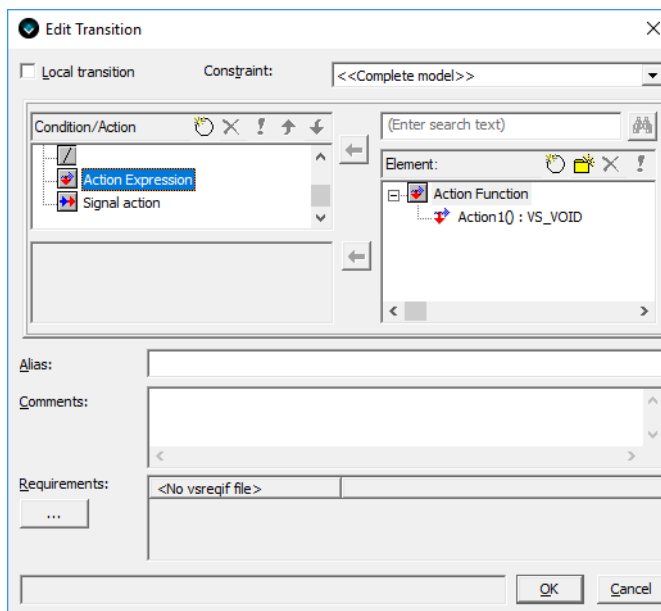 Edit Transition
Local transition
Constraint:
<<Complete model>>
Condition/Action
(Enter search text)
Element:
Action Expression
Signal action
Action Function
Action1() : VS_VOID
Alias:
Comments:
Requirements:
<No vsreqif file>
...
OK
Cancel